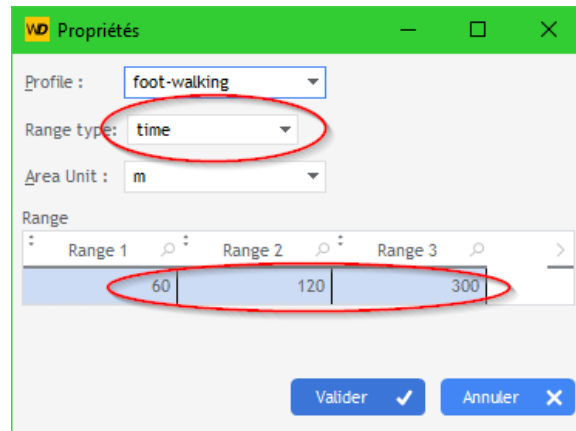 WD Propriétés
Profile : foot-walking
Range type: time
Area Unit : m
Range
Range 1 Range 2 Range 3
60 120 300
Valider Annuler